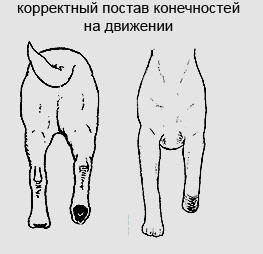 корректный постав конечностей
на движении